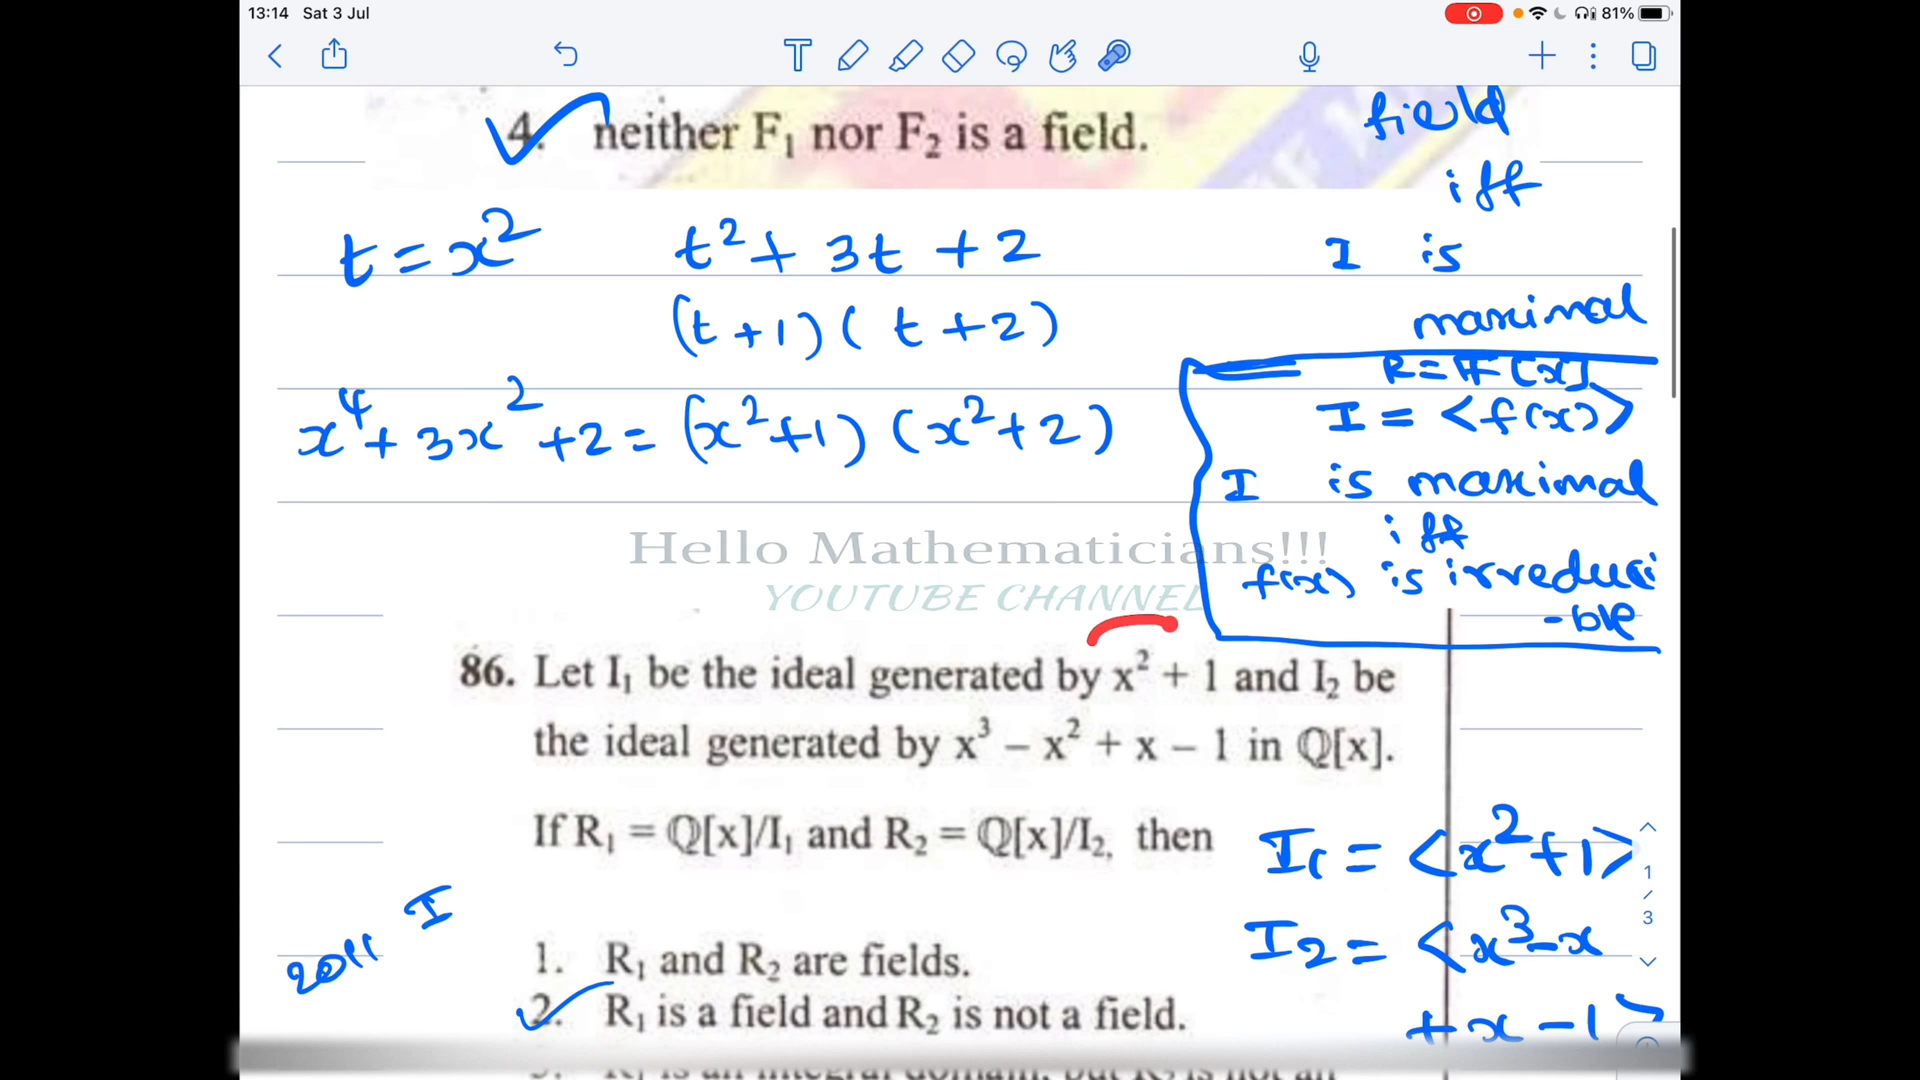 13:14 Sat 3 Jul
81%
4. neither F₁ nor F₂ is a field.
field
iff
I is
maximal
t = x² t² + 3t + 2
(t + 1) ( t + 2)
x⁴ + 3x² + 2 = (x² + 1) (x² + 2)
R = F[x]
I = <f(x)>
I is maximal
iff
f(x) is irreduci
-ble
Hello Mathematicians!!!
YOUTUBE CHANNEL
86. Let I₁ be the ideal generated by x² + 1 and I₂ be
the ideal generated by x³ − x² + x − 1 in ℚ[x].
If R₁ = ℚ[x]/I₁ and R₂ = ℚ[x]/I₂, then
I₁ = <x² + 1>
I₂ = <x³ - x
+ x - 1>
2011 I
1
/
3
1. R₁ and R₂ are fields.
2. R₁ is a field and R₂ is not a field.